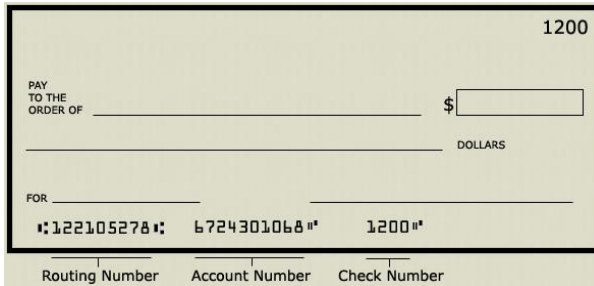 1200
PAY
TO THE
ORDER OF
$
DOLLARS
FOR
⑆122105278⑆ 6724301068⑈ 1200⑈
Routing Number Account Number Check Number